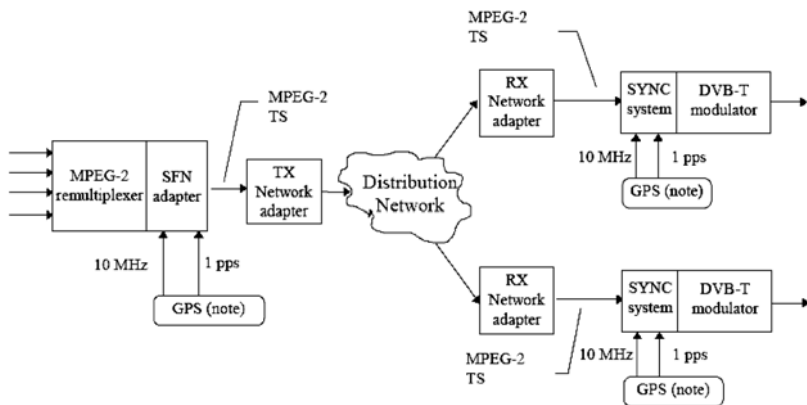 MPEG-2
remultiplexer
SFN
adapter
10 MHz
1 pps
GPS (note)
MPEG-2
TS
TX
Network
adapter
Distribution
Network
RX
Network
adapter
MPEG-2
TS
SYNC
system
DVB-T
modulator
10 MHz
1 pps
GPS (note)
RX
Network
adapter
MPEG-2
TS
SYNC
system
DVB-T
modulator
10 MHz
1 pps
GPS (note)